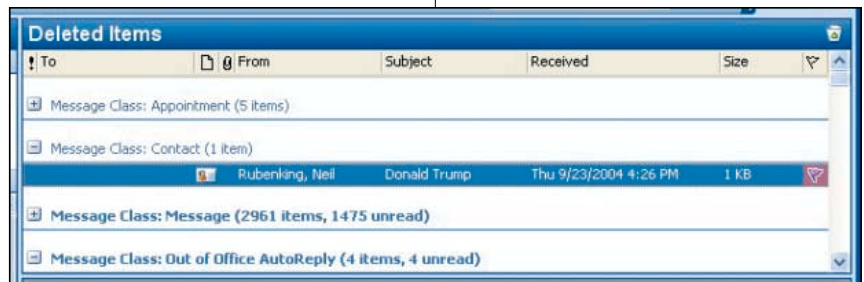 Deleted Items
! To From Subject Received Size
Message Class: Appointment (5 items)
Message Class: Contact (1 item)
Rubenking, Neil Donald Trump Thu 9/23/2004 4:26 PM 1 KB
Message Class: Message (2961 items, 1475 unread)
Message Class: Out of Office AutoReply (4 items, 4 unread)